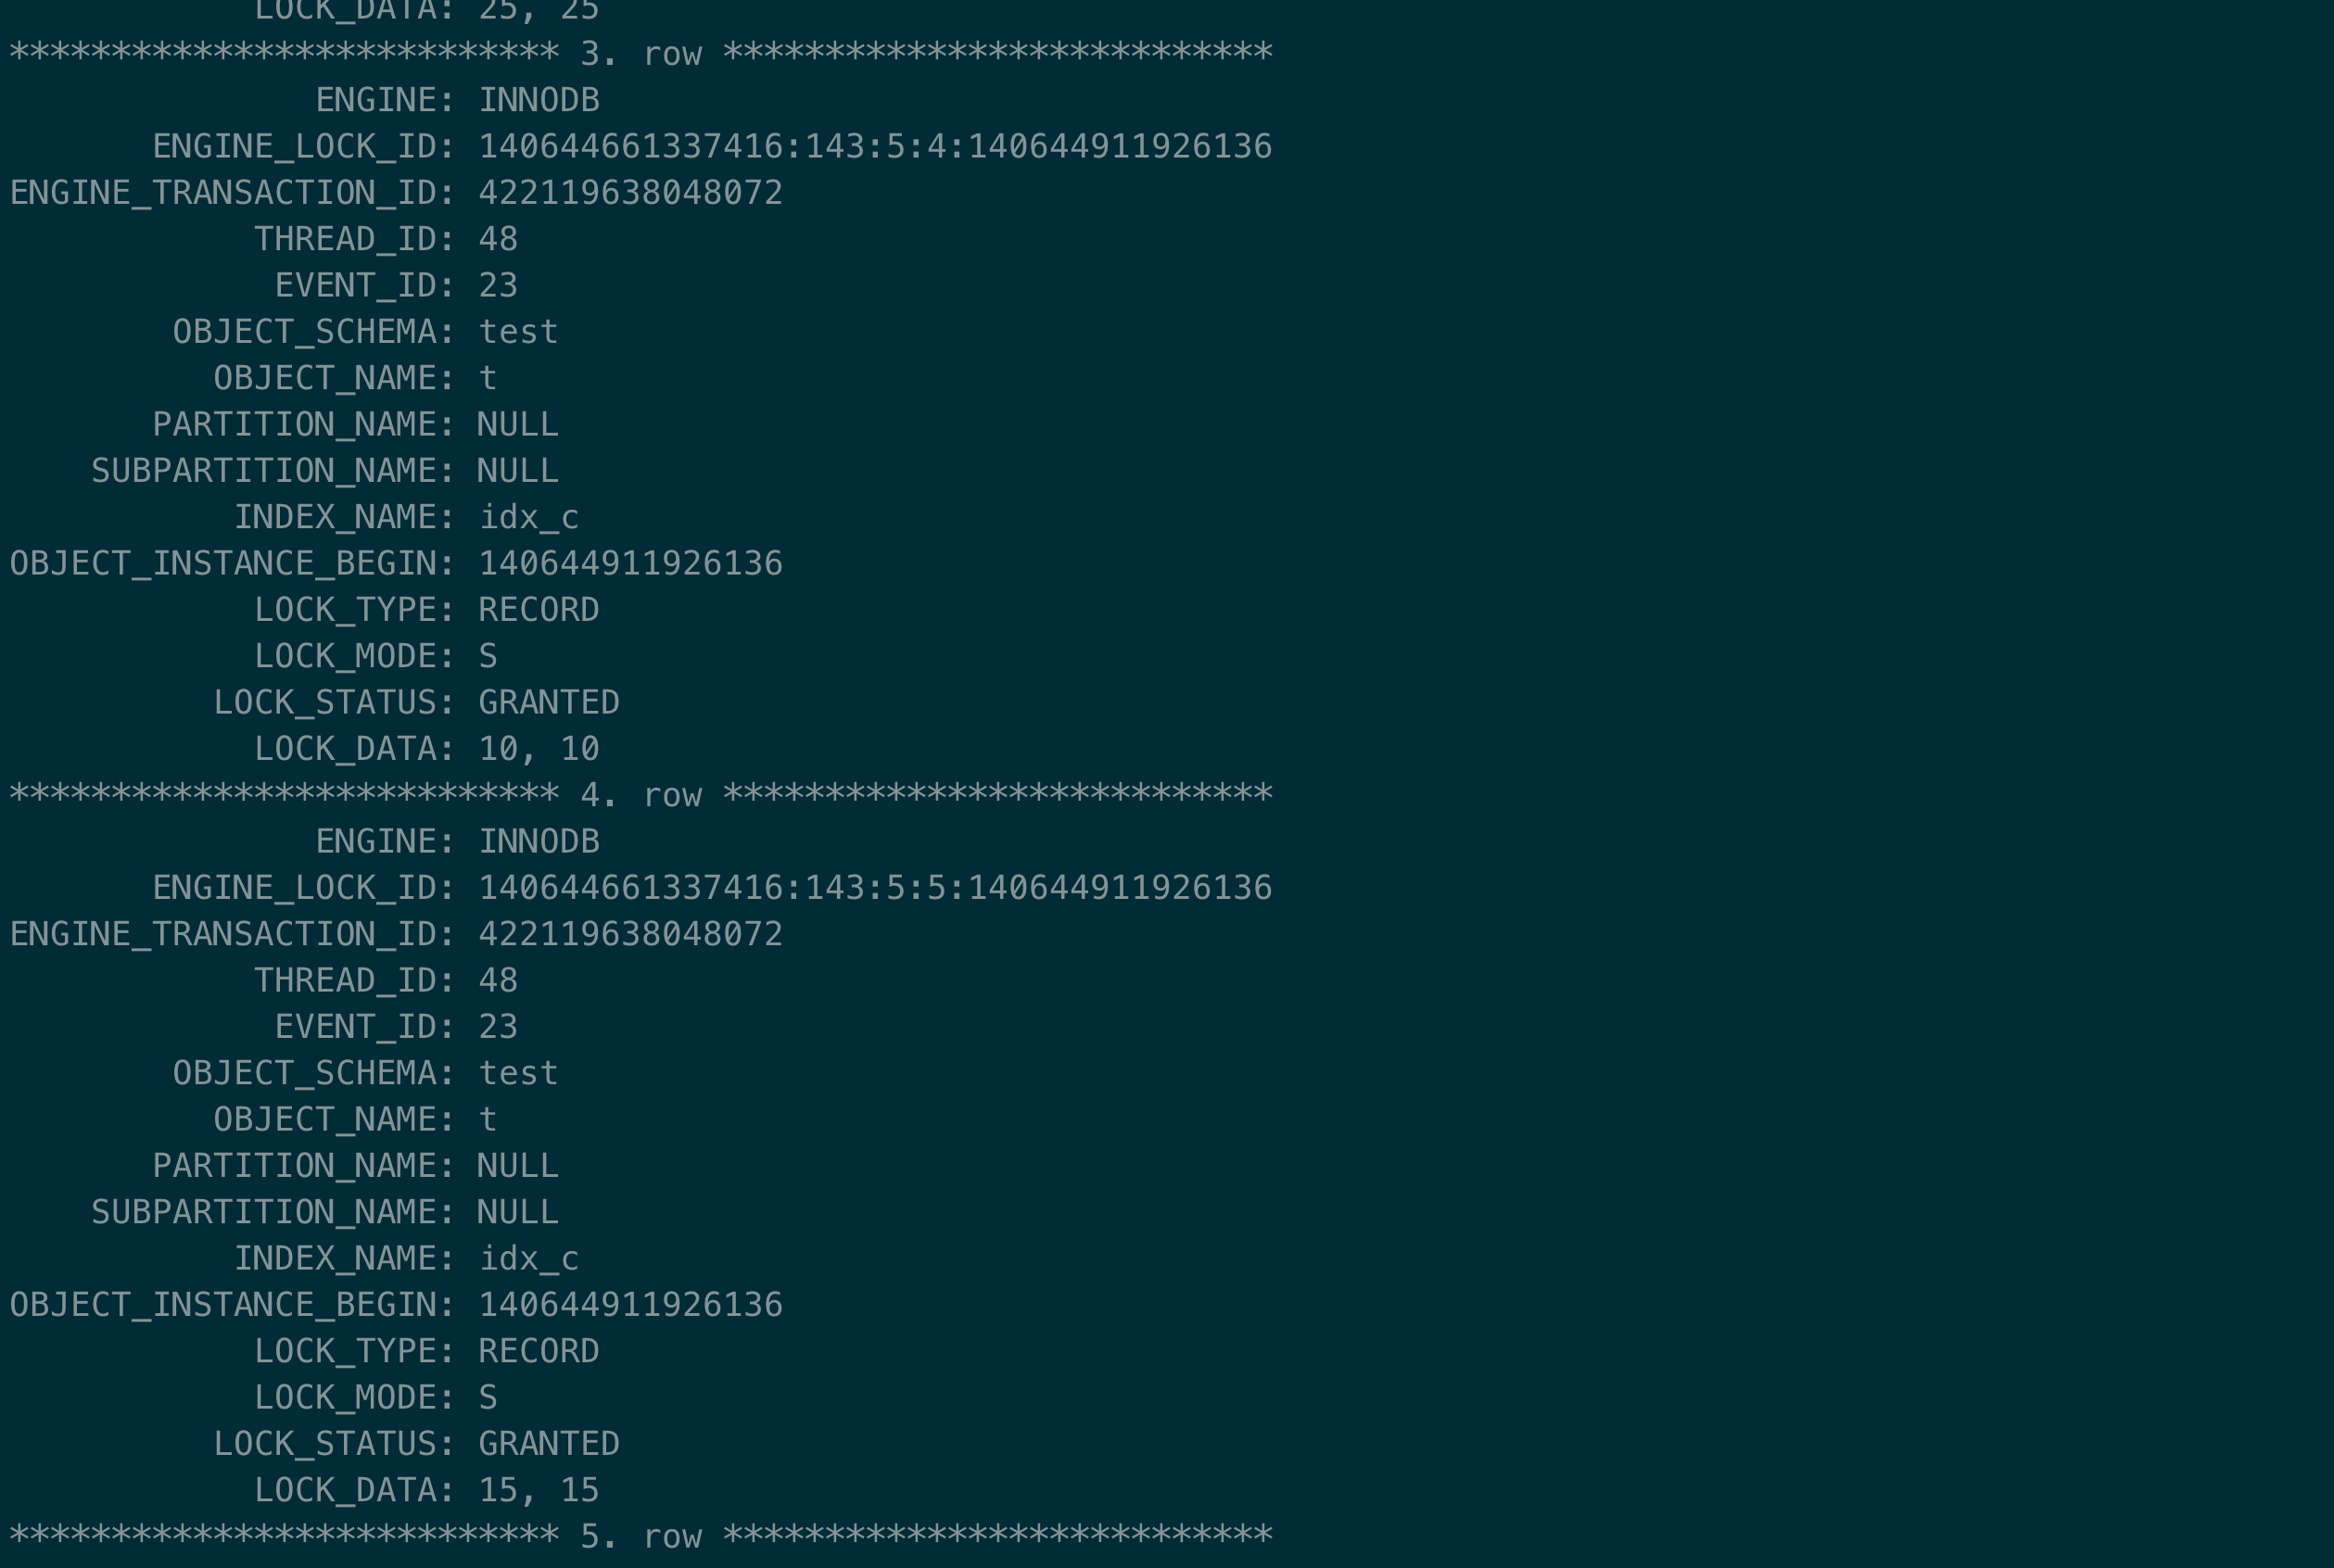 LOCK_DATA: 25, 25
*************************** 3. row ***************************
ENGINE: INNODB
ENGINE_LOCK_ID: 140644661337416:143:5:4:140644911926136
ENGINE_TRANSACTION_ID: 422119638048072
THREAD_ID: 48
EVENT_ID: 23
OBJECT_SCHEMA: test
OBJECT_NAME: t
PARTITION_NAME: NULL
SUBPARTITION_NAME: NULL
INDEX_NAME: idx_c
OBJECT_INSTANCE_BEGIN: 140644911926136
LOCK_TYPE: RECORD
LOCK_MODE: S
LOCK_STATUS: GRANTED
LOCK_DATA: 10, 10
*************************** 4. row ***************************
ENGINE: INNODB
ENGINE_LOCK_ID: 140644661337416:143:5:5:140644911926136
ENGINE_TRANSACTION_ID: 422119638048072
THREAD_ID: 48
EVENT_ID: 23
OBJECT_SCHEMA: test
OBJECT_NAME: t
PARTITION_NAME: NULL
SUBPARTITION_NAME: NULL
INDEX_NAME: idx_c
OBJECT_INSTANCE_BEGIN: 140644911926136
LOCK_TYPE: RECORD
LOCK_MODE: S
LOCK_STATUS: GRANTED
LOCK_DATA: 15, 15
*************************** 5. row ***************************